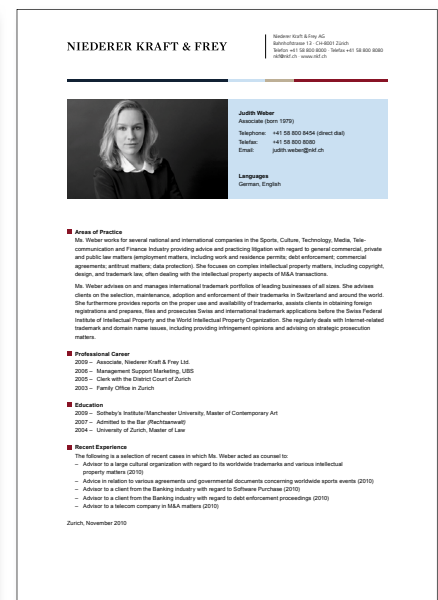 NIEDERER KRAFT & FREY
Niederer Kraft & Frey AG
Bahnhofstrasse 13 · CH-8001 Zürich
Telefon +41 58 800 8000 · Telefax +41 58 800 8080
nkf@nkf.ch · www.nkf.ch
Judith Weber
Associate (born 1979)
Telephone: +41 58 800 8454 (direct dial)
Telefax: +41 58 800 8080
Email: judith.weber@nkf.ch
Languages
German, English
Areas of Practice
Ms. Weber works for several national and international companies in the Sports, Culture, Technology, Media, Tele-
communication and Finance Industry providing advice and practicing litigation with regard to general commercial, private
and public law matters (employment matters, including work and residence permits; debt enforcement; commercial
agreements; antitrust matters; data protection). She focuses on complex intellectual property matters, including copyright,
design, and trademark law, often dealing with the intellectual property aspects of M&A transactions.
Ms. Weber advises on and manages international trademark portfolios of leading businesses of all sizes. She advises
clients on the selection, maintenance, adoption and enforcement of their trademarks in Switzerland and around the world.
She furthermore provides reports on the proper use and availability of trademarks, assists clients in obtaining foreign
registrations and prepares, files and prosecutes Swiss and international trademark applications before the Swiss Federal
Institute of Intellectual Property and the World Intellectual Property Organization. She regularly deals with Internet-related
trademark and domain name issues, including providing infringement opinions and advising on strategic prosecution
matters.
Professional Career
2009 – Associate, Niederer Kraft & Frey Ltd.
2006 – Management Support Marketing, UBS
2005 – Clerk with the District Court of Zurich
2003 – Family Office in Zurich
Education
2009 – Sotheby's Institute/Manchester University, Master of Contemporary Art
2007 – Admitted to the Bar (Rechtsanwalt)
2004 – University of Zurich, Master of Law
Recent Experience
The following is a selection of recent cases in which Ms. Weber acted as counsel to:
– Advisor to a large cultural organization with regard to its worldwide trademarks and various intellectual
property matters (2010)
– Advice in relation to various agreements und governmental documents concerning worldwide sports events (2010)
– Advisor to a client from the Banking industry with regard to Software Purchase (2010)
– Advisor to a client from the Banking industry with regard to debt enforcement proceedings (2010)
– Advisor to a telecom company in M&A matters (2010)
Zurich, November 2010